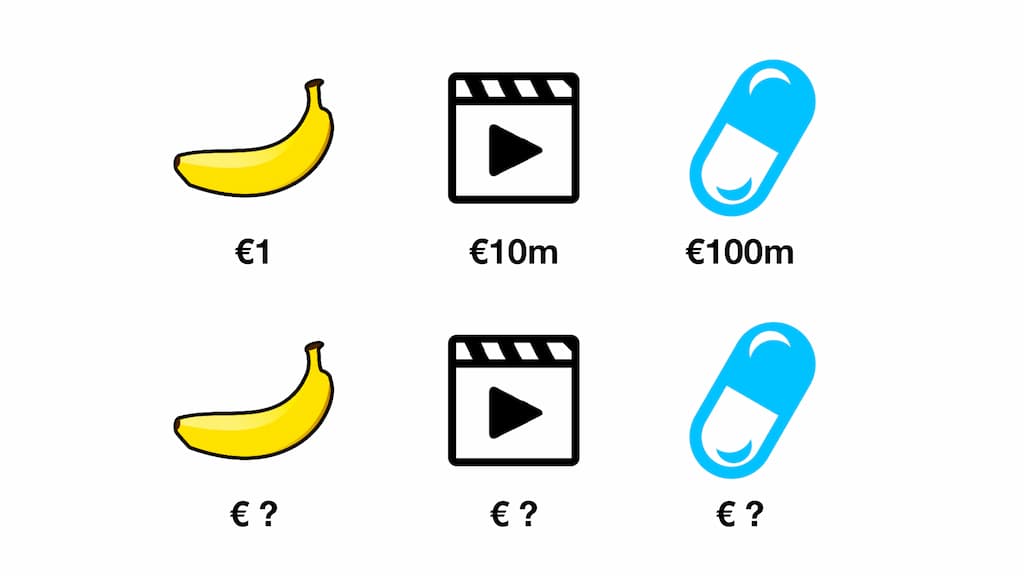 €1 €10m €100m
€ ? € ? € ?